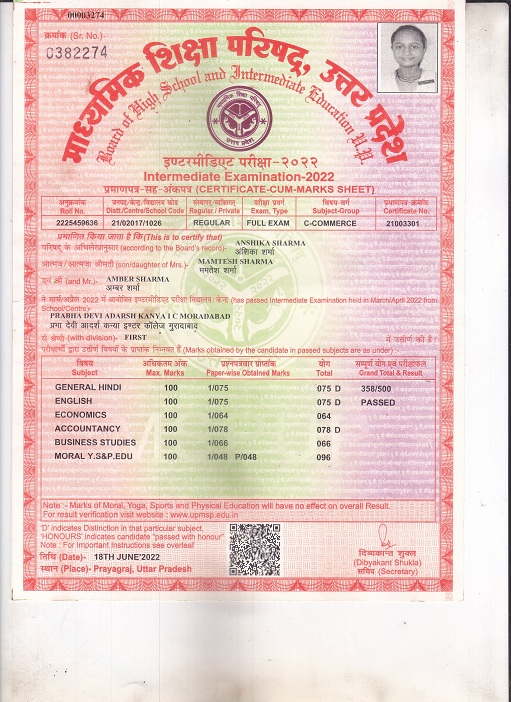 00003274
क्रमांक (Sr. No.)
0382274
माध्यमिक शिक्षा परिषद, उत्तर प्रदेश
Board of High School and Intermediate Education U.P.
इण्टरमीडिएट परीक्षा-२०२२
Intermediate Examination-2022
प्रमाणपत्र-सह-अंकपत्र (CERTIFICATE-CUM-MARKS SHEET)
अनुक्रमांक जनपद/केन्द्र/विद्यालय कोड संस्थागत/व्यक्तिगत परीक्षा प्रवर्ग विषय-वर्ग प्रमाणपत्र क्रमांक
Roll No. Distt./Centre/School Code Regular / Private Exam. Type Subject-Group Certificate No.
2225459636 21/02017/1026 REGULAR FULL EXAM C-COMMERCE 21003301
प्रमाणित किया जाता है कि(This is to certify that)
ANSHIKA SHARMA
परिषद् के अभिलेखानुसार (according to the Board's record)- अंशिका शर्मा
MAMTESH SHARMA
आत्मज / आत्मजा श्रीमती (son/daughter of Mrs.)- ममतेश शर्मा
एवं श्री (and Mr.)- AMBER SHARMA
अम्बर शर्मा
ने मार्च/अप्रैल 2022 में आयोजित इण्टरमीडिएट परीक्षा विद्यालय/ केन्द्र (has passed Intermediate Examination held in March/April 2022 from
School/Centre)-
PRABHA DEVI ADARSH KANYA I C MORADABAD
प्रभा देवी आदर्श कन्या इण्टर कॉलेज मुरादाबाद
से श्रेणी (with division)- FIRST में उत्तीर्ण की है
परीक्षार्थी द्वारा उत्तीर्ण विषयों के प्राप्तांक निम्नवत हैं (Marks obtained by the candidate in passed subjects are as under)-
विषय अधिकतम अंक प्रश्नपत्रवार प्राप्तांक योग सम्पूर्ण योग एवं परीक्षाफल
Subject Max. Marks Paper-wise Obtained Marks Total Grand Total & Result
GENERAL HINDI 100 1/075 075 D 358/500
ENGLISH 100 1/075 075 D PASSED
ECONOMICS 100 1/064 064
ACCOUNTANCY 100 1/078 078 D
BUSINESS STUDIES 100 1/066 066
MORAL Y.S&P.EDU 100 1/048 P/048 096
Note :- Marks of Moral, Yoga, Sports and Physical Education will have no effect on overall Result.
For result verification visit website : www.upmsp.edu.in
'D' indicates Distinction in that particular subject,
'HONOURS' indicates candidate "passed with honour"
Note : For Important Instructions see overleaf
तिथि (Date)- 18TH JUNE'2022
स्थान (Place)- Prayagraj, Uttar Pradesh
दिव्यकान्त शुक्ल
(Dibyakant Shukla)
सचिव (Secretary)